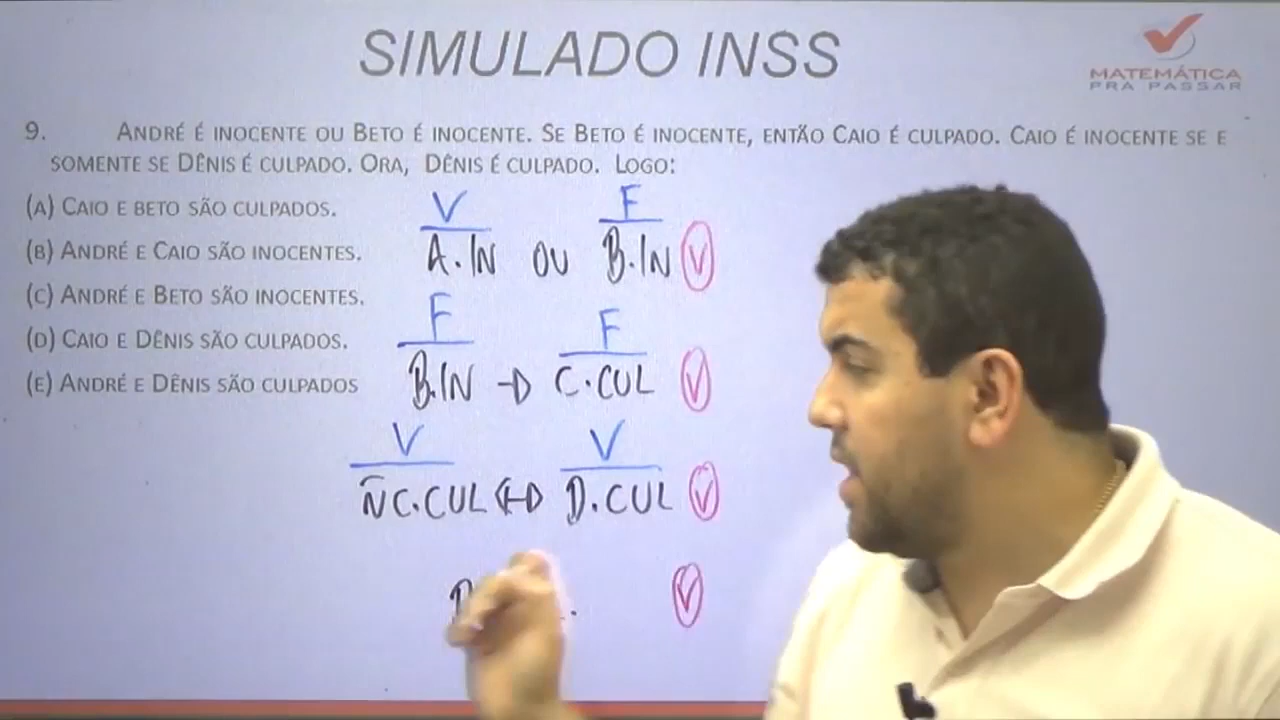 SIMULADO INSS
MATEMÁTICA
PRA PASSAR
9. ANDRÉ É INOCENTE OU BETO É INOCENTE. SE BETO É INOCENTE, ENTÃO CAIO É CULPADO. CAIO É INOCENTE SE E
SOMENTE SE DÊNIS É CULPADO. ORA, DÊNIS É CULPADO. LOGO:
(A) CAIO E BETO SÃO CULPADOS.
(B) ANDRÉ E CAIO SÃO INOCENTES.
(C) ANDRÉ E BETO SÃO INOCENTES.
(D) CAIO E DÊNIS SÃO CULPADOS.
(E) ANDRÉ E DÊNIS SÃO CULPADOS
V F
A.IN OU B.IN V
F F
B.IN → C.CUL V
V V
Ñ C.CUL ↔ D.CUL V
V